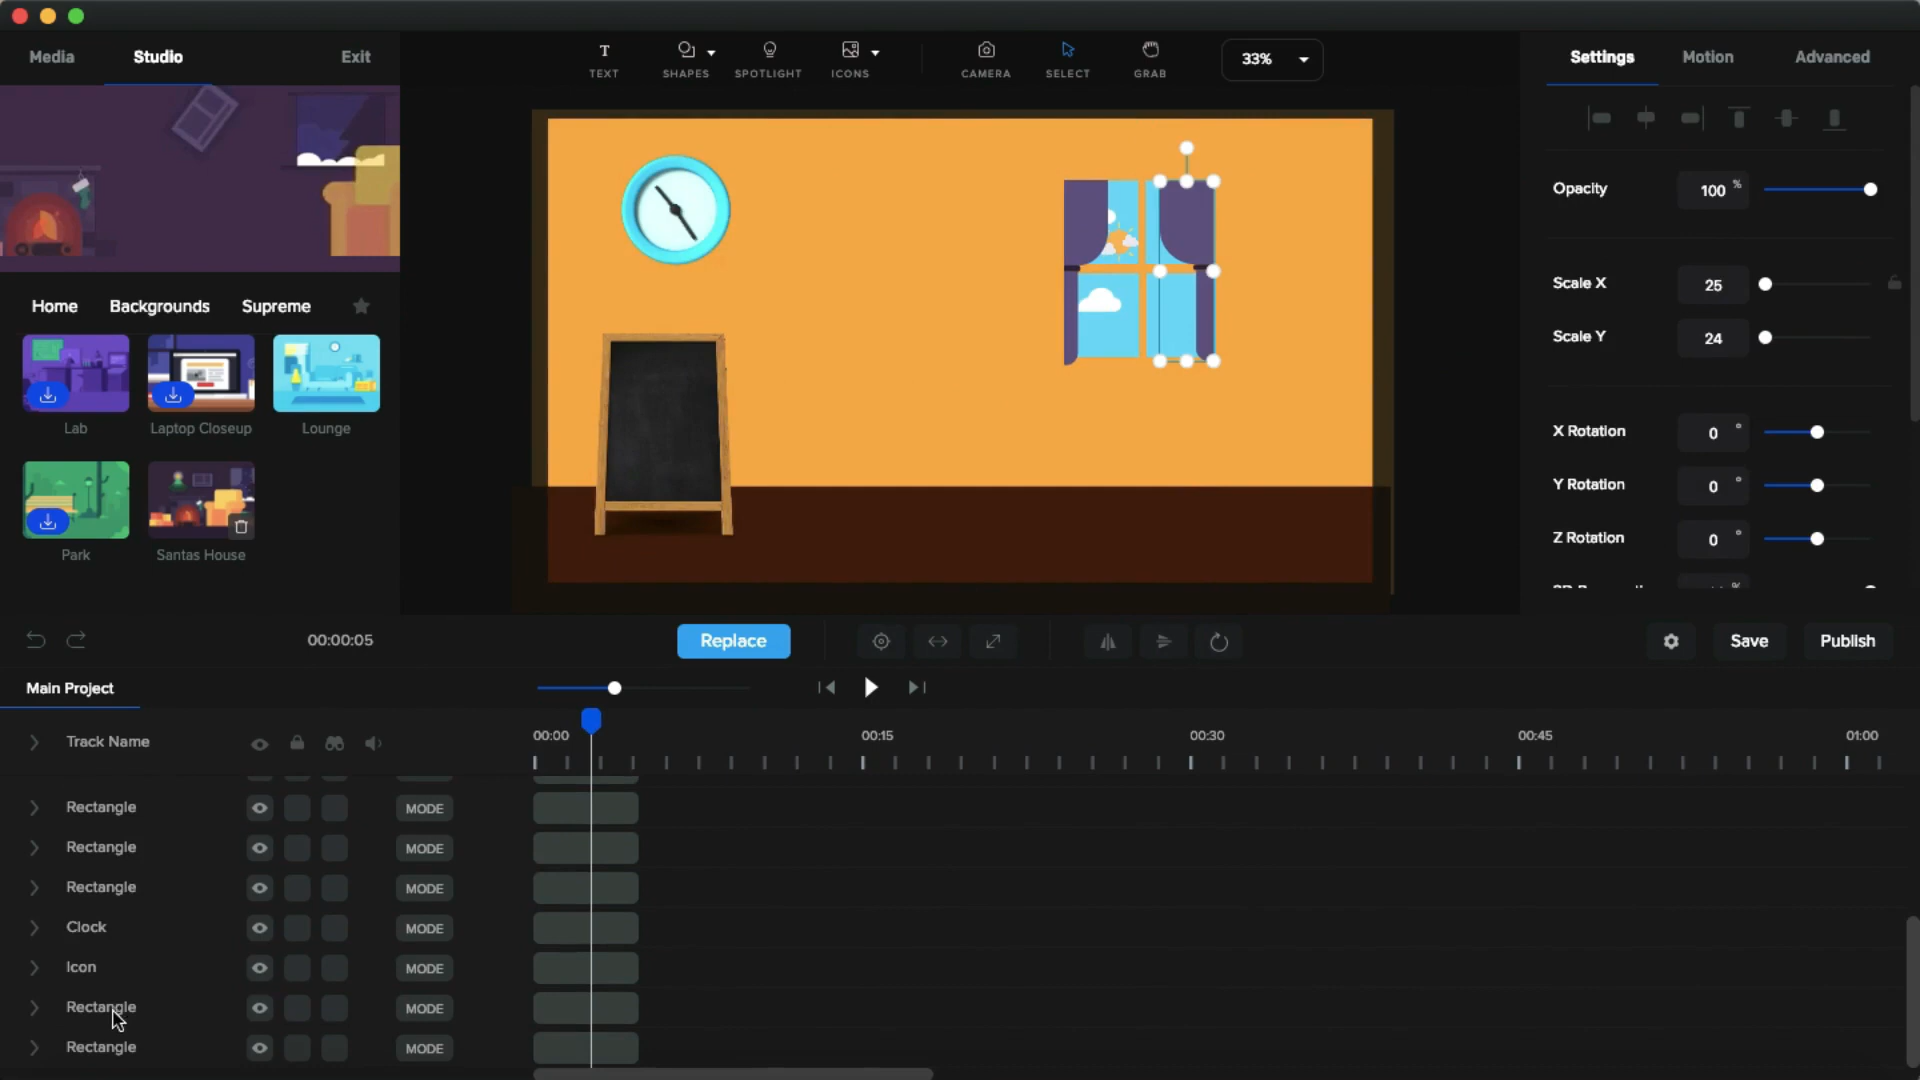 Media
Studio
Exit
TEXT
SHAPES
SPOTLIGHT
ICONS
CAMERA
SELECT
GRAB
33%
Settings
Motion
Advanced
Opacity
100 %
Home
Backgrounds
Supreme
Scale X
25
Scale Y
24
Lab
Laptop Closeup
Lounge
X Rotation
0 °
Y Rotation
0 °
Z Rotation
0 °
Park
Santas House
00:00:05
Replace
Save
Publish
Main Project
Track Name
00:00
00:15
00:30
00:45
01:00
Rectangle
MODE
Rectangle
MODE
Rectangle
MODE
Clock
MODE
Icon
MODE
Rectangle
MODE
Rectangle
MODE